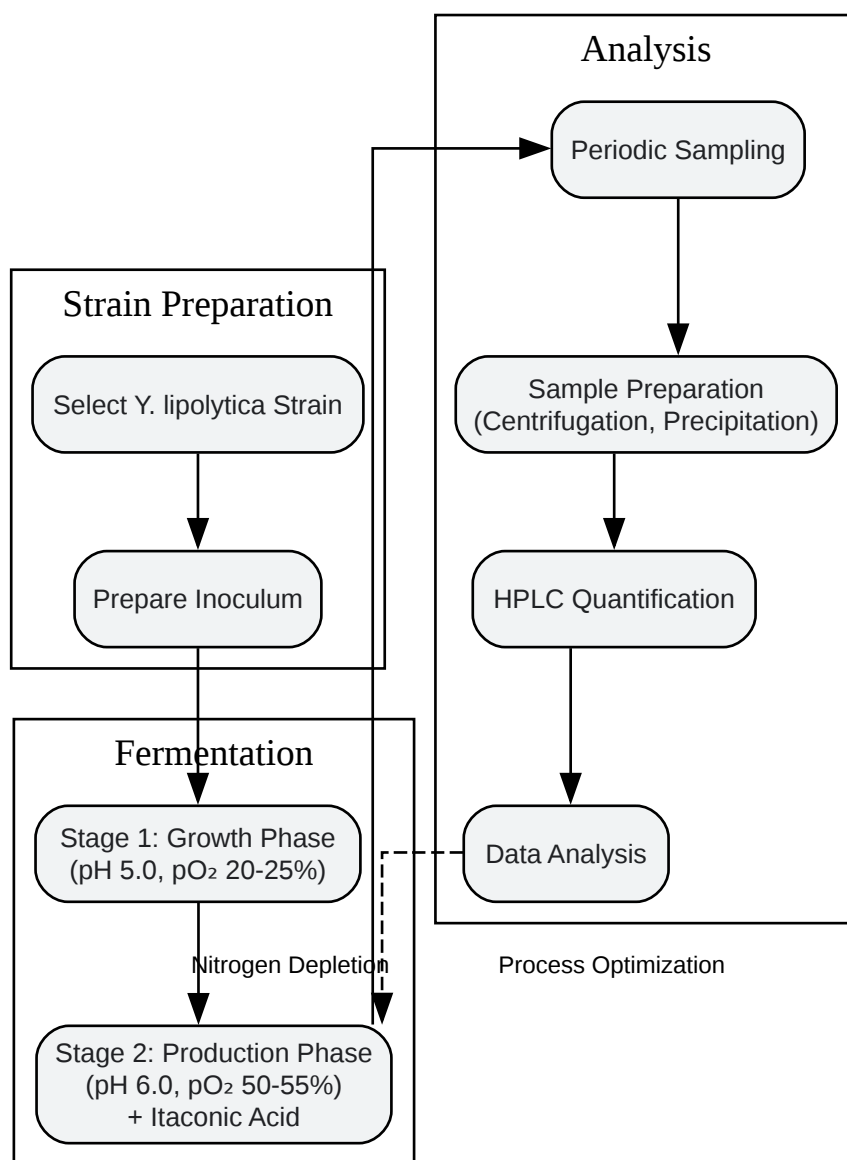 Analysis
Periodic Sampling
Strain Preparation
Select Y. lipolytica Strain
Sample Preparation
(Centrifugation, Precipitation)
Prepare Inoculum
HPLC Quantification
Fermentation
Stage 1: Growth Phase
(pH 5.0, pO₂ 20-25%)
Data Analysis
Nitrogen Depletion
Process Optimization
Stage 2: Production Phase
(pH 6.0, pO₂ 50-55%)
+ Itaconic Acid